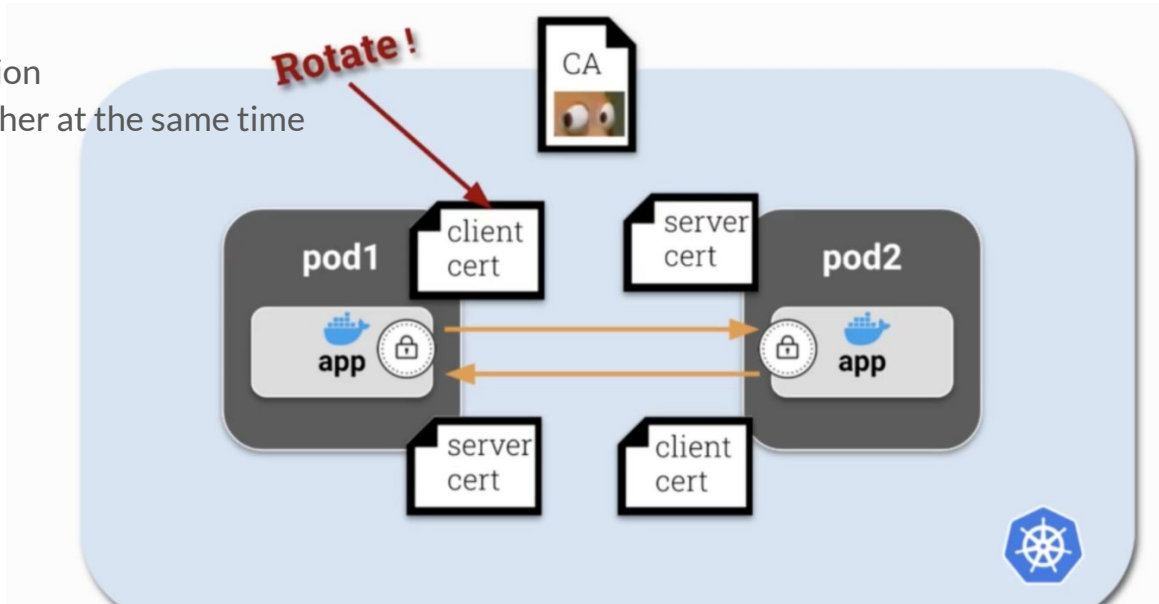 ion
her at the same time
Rotate !
CA
pod1
client
cert
server
cert
pod2
app
app
server
cert
client
cert